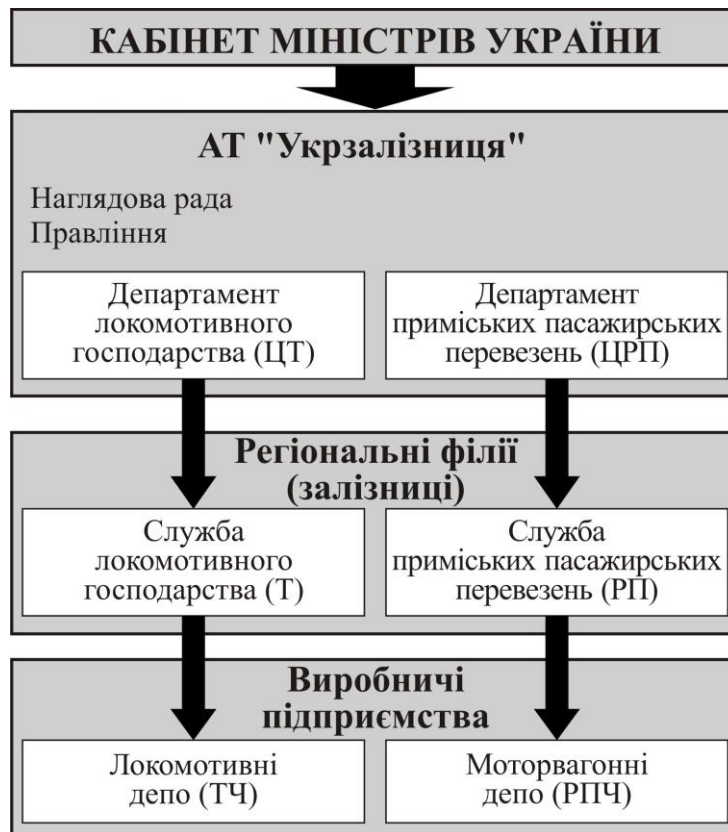 КАБІНЕТ МІНІСТРІВ УКРАЇНИ
АТ "Укрзалізниця"
Наглядова рада
Правління
Департамент
локомотивного
господарства (ЦТ)
Департамент
приміських пасажирських
перевезень (ЦРП)
Регіональні філії
(залізниці)
Служба
локомотивного
господарства (Т)
Служба
приміських пасажирських
перевезень (РП)
Виробничі
підприємства
Локомотивні
депо (ТЧ)
Моторвагонні
депо (РПЧ)